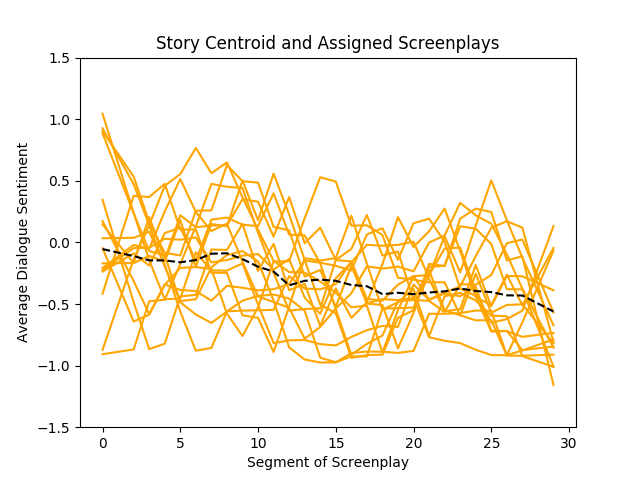 Story Centroid and Assigned Screenplays
1.5
1.0
0.5
0.0
−0.5
−1.0
−1.5
Average Dialogue Sentiment
0 5 10 15 20 25 30
Segment of Screenplay